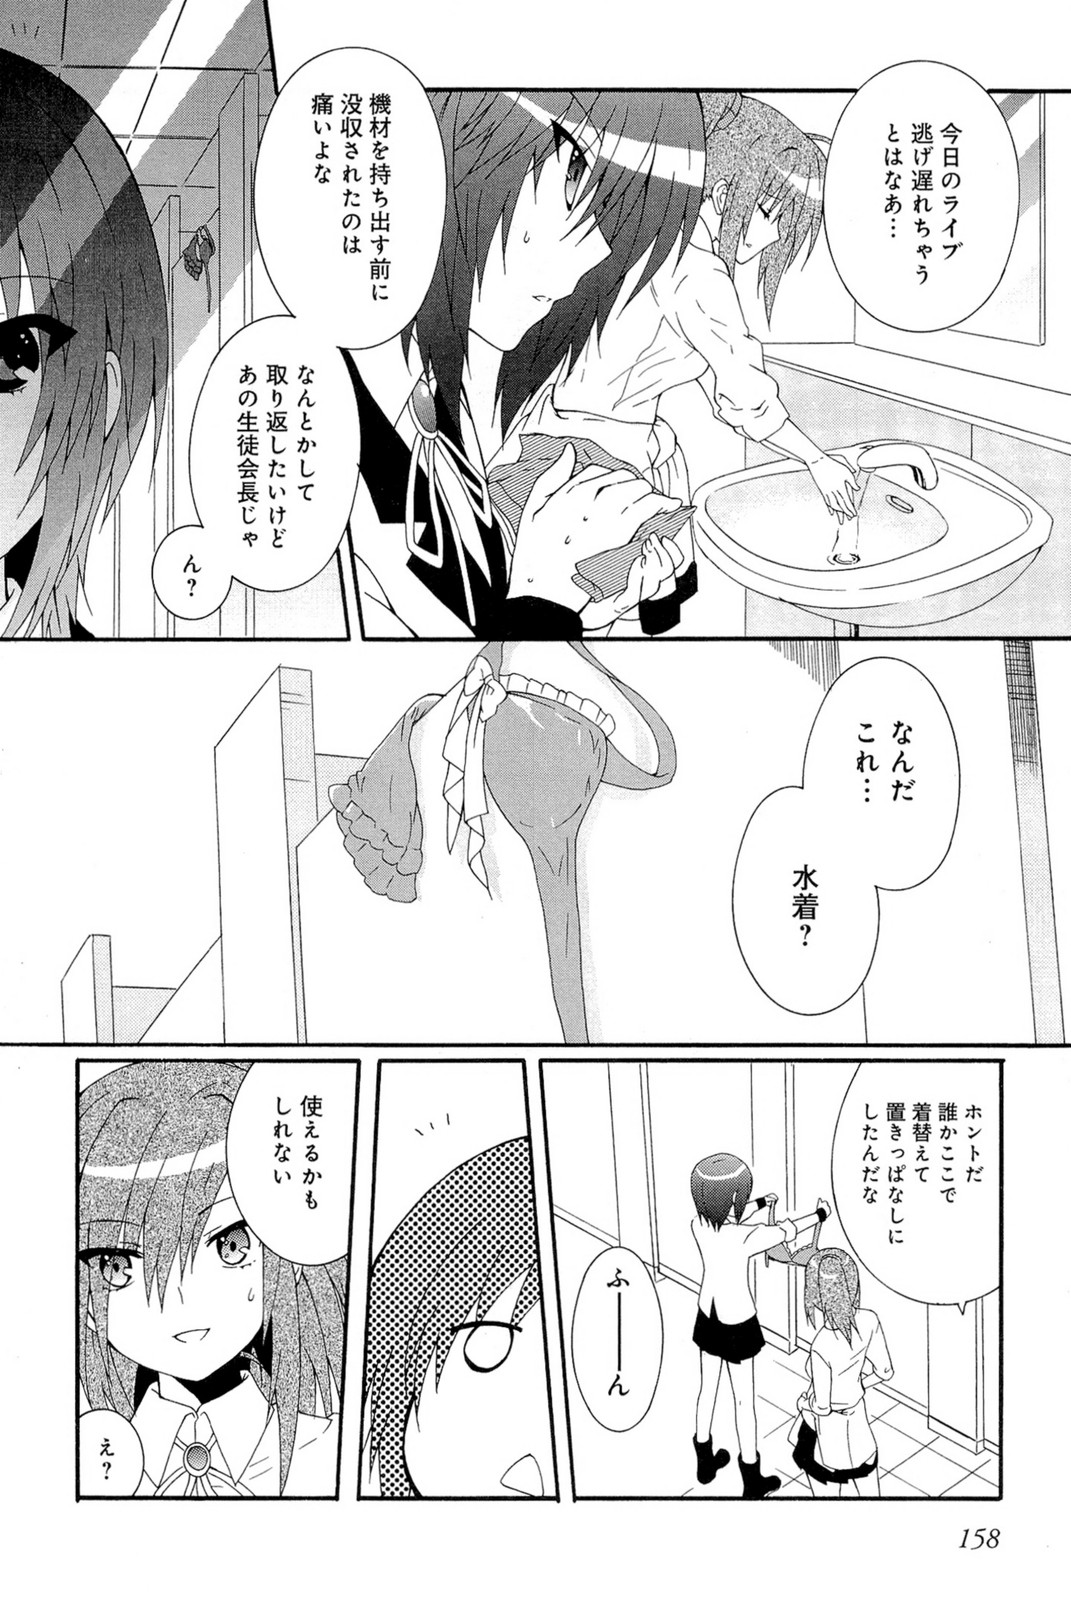 今日のライブ
逃げ遅れちゃう
とはなあ…
機材を持ち出す前に
没収されたのは
痛いよな
なんとかして
取り返したいけど
あの生徒会長じゃ
ん？
なんだ
これ…
水着？
ホントだ
誰かここで
着替えて
置きっぱなしに
したんだな
ふーーん
使えるかも
しれない
え？
158